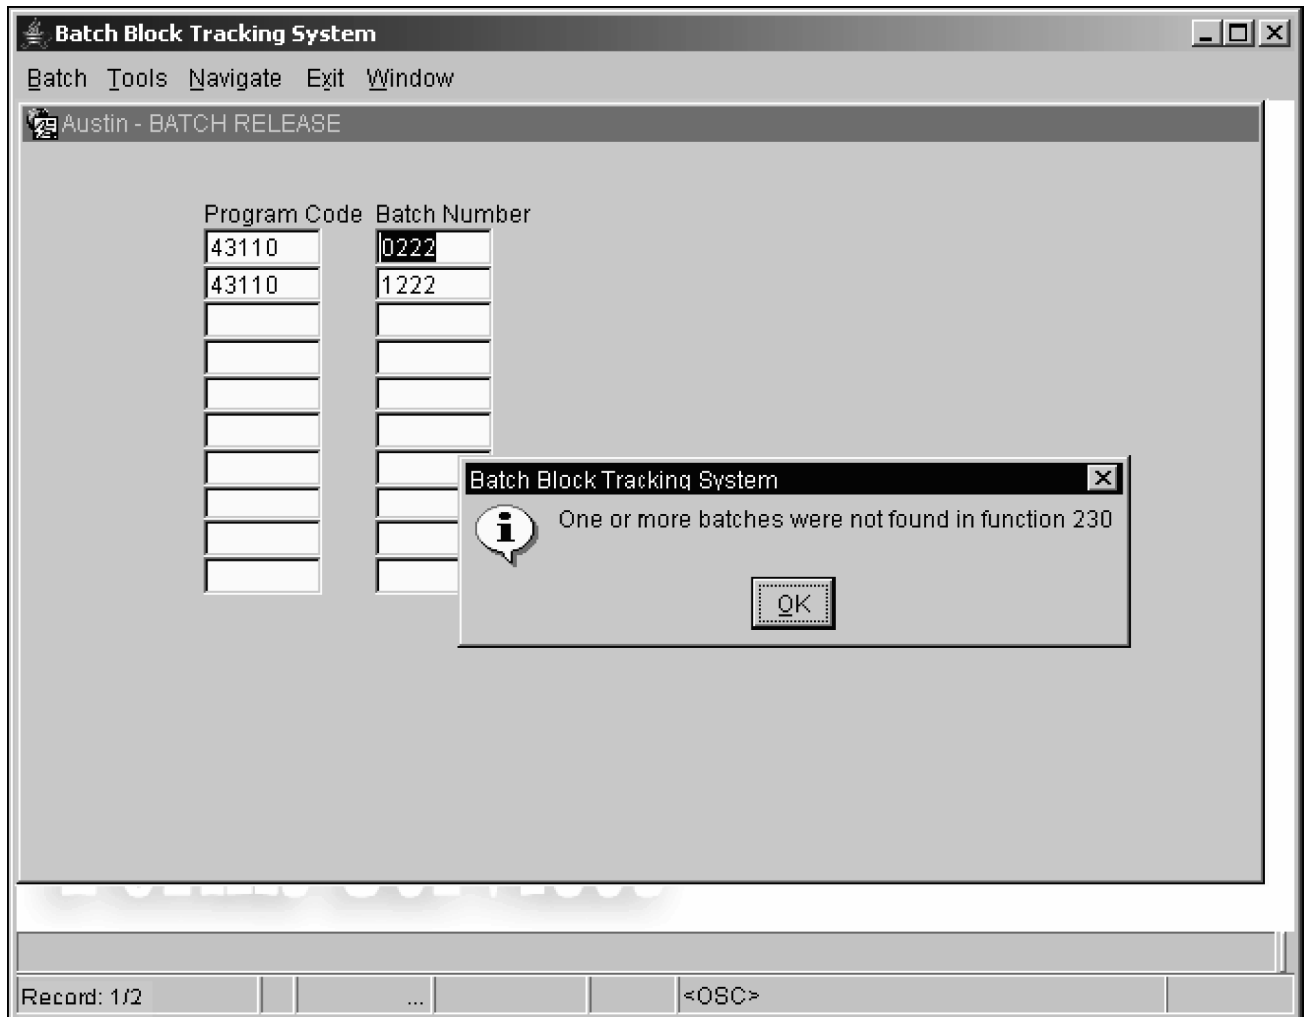 Batch Block Tracking System
Batch Tools Navigate Exit Window
Austin - BATCH RELEASE
Program Code Batch Number
43110 0222
43110 1222
Batch Block Tracking System
One or more batches were not found in function 230
OK
Record: 1/2 ... <OSC>